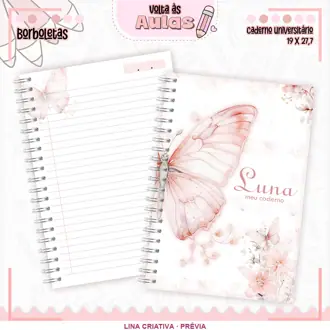 VOLTA ÀS
Aulas
Borboletas
caderno universitário
19 X 27,7
Luna
meu caderno
LINA CRIATIVA - PRÉVIA